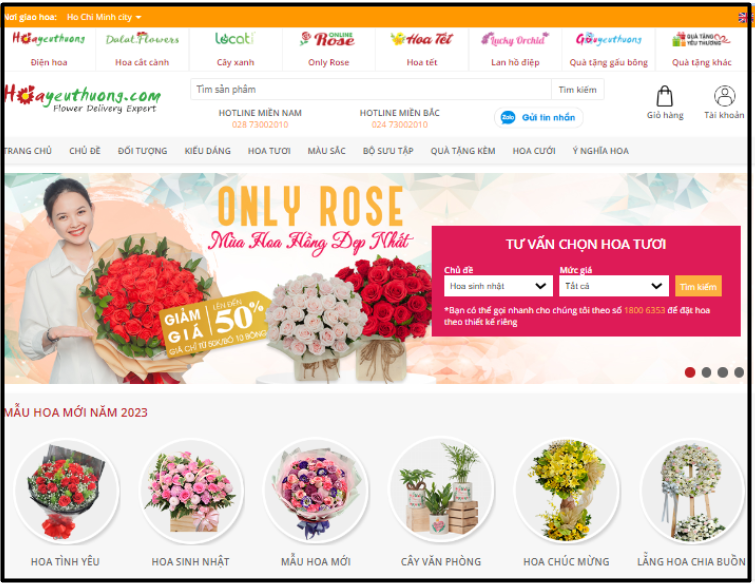 Nơi giao hoa: Ho Chi Minh city
Hoayeuthuong
DalatFlowers
Locati
ONLINE
Rose
Hoa Tết
Lucky Orchid
Gấuyeuthuong
QUÀ TẶNG
YÊU THƯƠNG
Điện hoa
Hoa cắt cành
Cây xanh
Only Rose
Hoa tết
Lan hồ điệp
Quà tặng gấu bông
Quà tặng khác
Hoayeuthuong.com
Flower Delivery Expert
Tìm sản phẩm
Tìm kiếm
HOTLINE MIỀN NAM
028 73002010
HOTLINE MIỀN BẮC
024 73002010
Zalo Gửi tin nhắn
Giỏ hàng
Tài khoản
TRANG CHỦ CHỦ ĐỀ ĐỐI TƯỢNG KIỂU DÁNG HOA TƯƠI MÀU SẮC BỘ SƯU TẬP QUÀ TẶNG KÈM HOA CƯỚI Ý NGHĨA HOA
ONLY ROSE
Mùa Hoa Hồng Đẹp Nhất
GIẢM
GIÁ
LÊN ĐẾN
50%
GIÁ CHỈ TỪ 50K/BÓ 10 BÔNG
TƯ VẤN CHỌN HOA TƯƠI
Chủ đề
Mức giá
Hoa sinh nhật
Tất cả
Tìm kiếm
*Bạn có thể gọi nhanh cho chúng tôi theo số 1800 6353 để đặt hoa
theo thiết kế riêng
MẪU HOA MỚI NĂM 2023
HOA TÌNH YÊU
HOA SINH NHẬT
MẪU HOA MỚI
CÂY VĂN PHÒNG
HOA CHÚC MỪNG
LẴNG HOA CHIA BUỒN